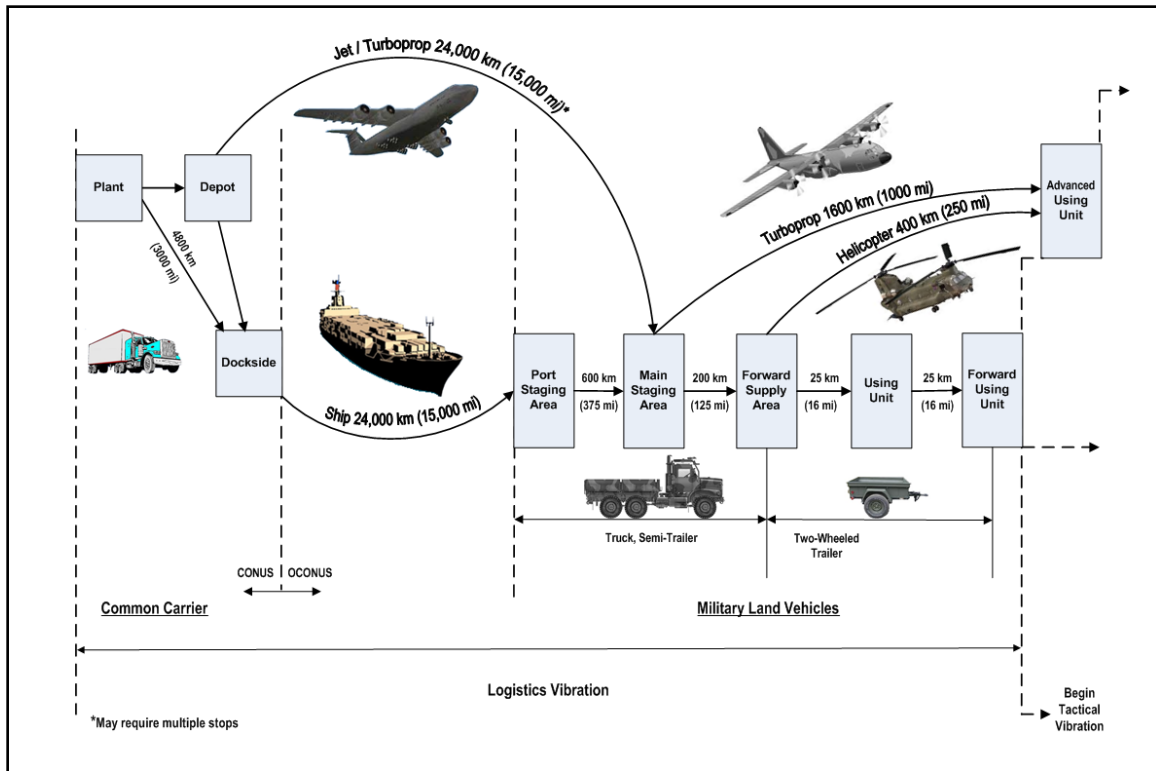 Jet / Turboprop 24,000 km (15,000 mi)*
Plant
Depot
4800 km
(3000 mi)
Dockside
Ship 24,000 km (15,000 mi)
Turboprop 1600 km (1000 mi)
Helicopter 400 km (250 mi)
Advanced
Using
Unit
Port
Staging
Area
600 km
(375 mi)
Main
Staging
Area
200 km
(125 mi)
Forward
Supply
Area
25 km
(16 mi)
Using
Unit
25 km
(16 mi)
Forward
Using
Unit
Truck, Semi-Trailer
Two-Wheeled
Trailer
CONUS
OCONUS
Common Carrier
Military Land Vehicles
Logistics Vibration
*May require multiple stops
Begin
Tactical
Vibration